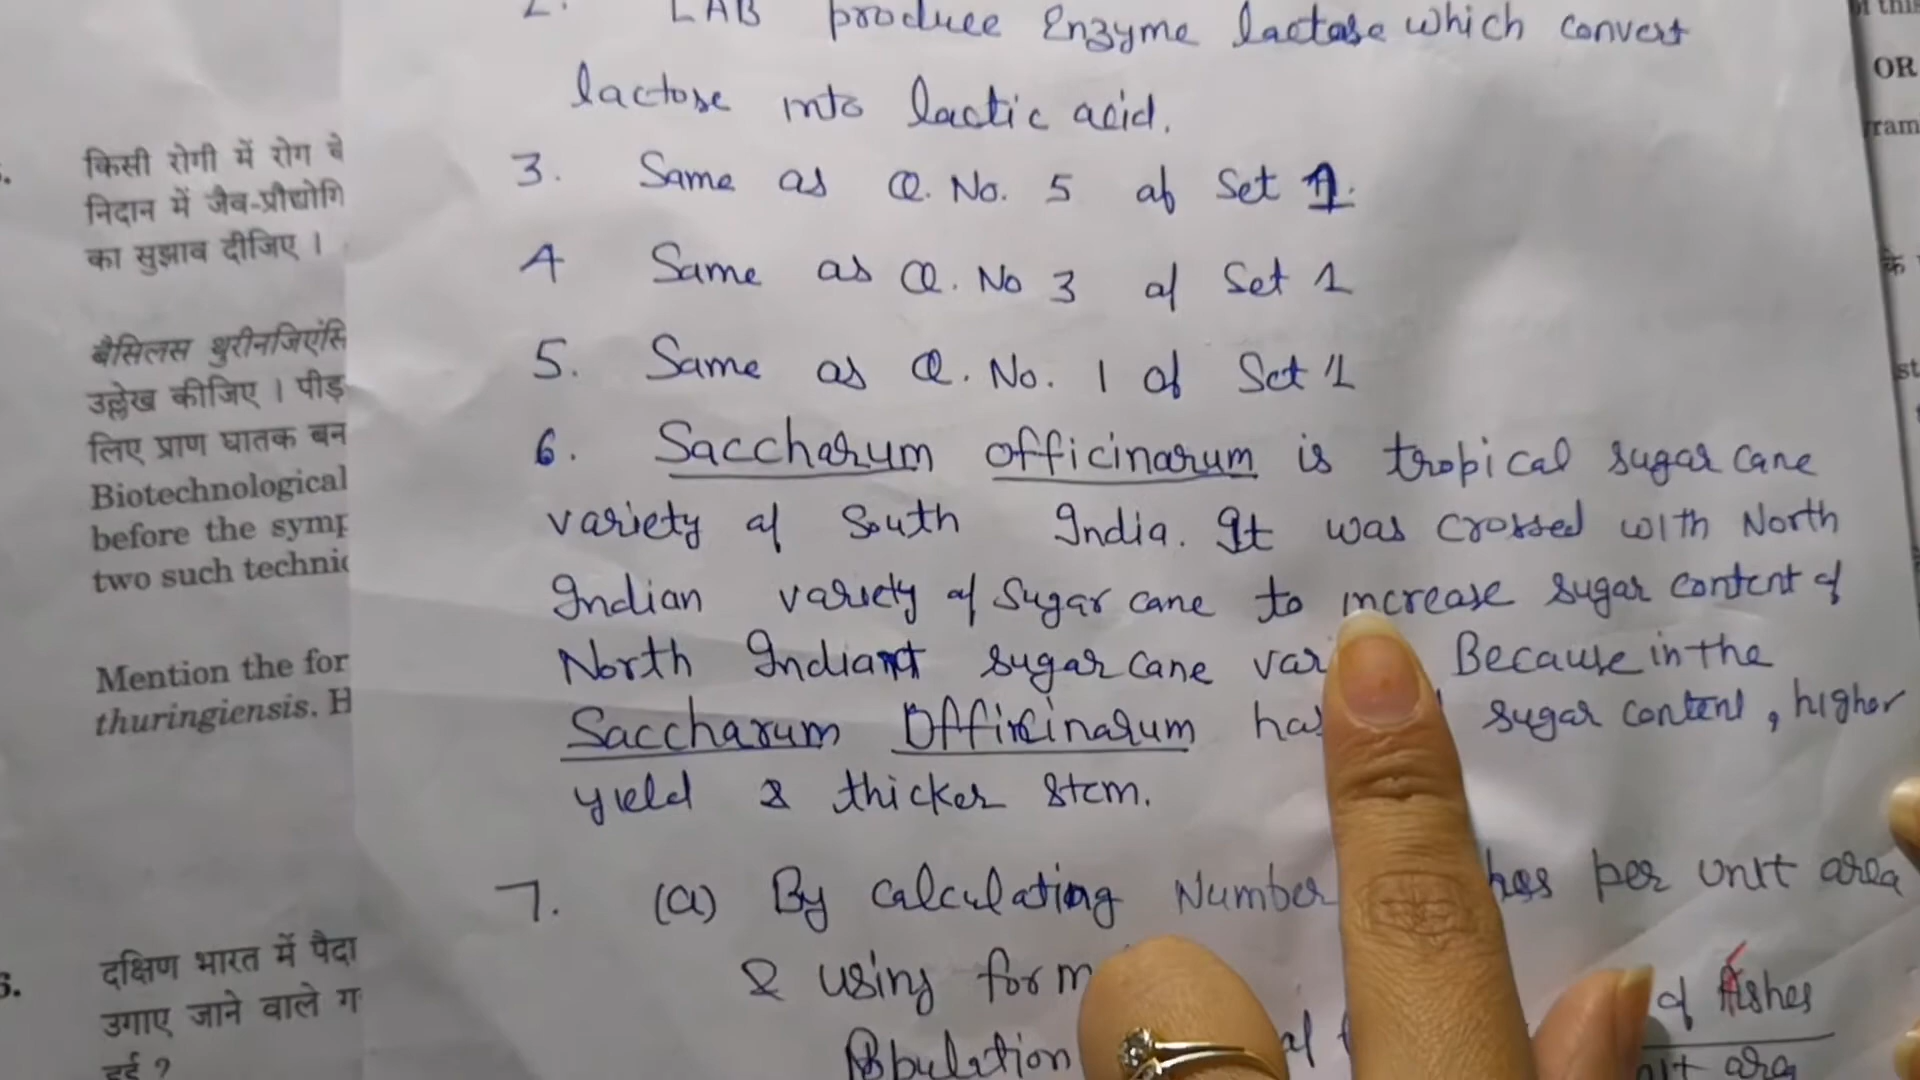 2. LAB produce Enzyme lactase which convert
lactose into lactic acid.
3. Same as Q. No. 5 of Set 1.
4 Same as Q. No 3 of Set 1
5. Same as Q. No. 1 of Set 1
6. Saccharum officinarum is tropical sugar cane
variety of South India. It was crossed with North
Indian variety of Sugar cane to increase sugar content of
North Indian sugar cane Because in the
Saccharum Officinarum sugar content, higher
yield & thicker stem.
7. (a) By calculating Number per unit area
& using
Population of fishes
area
किसी रोगी में रोग
निदान में
का सुझाव दीजिए ।
बैसिलस
उल्लेख कीजिए । पीड़
लिए प्राण घातक बन
Biotechnological
before the symp
two such technic
Mention the for
thuringiensis. H
6. दक्षिण भारत में पैदा
उगाए जाने वाले ग
हुई ?
OR